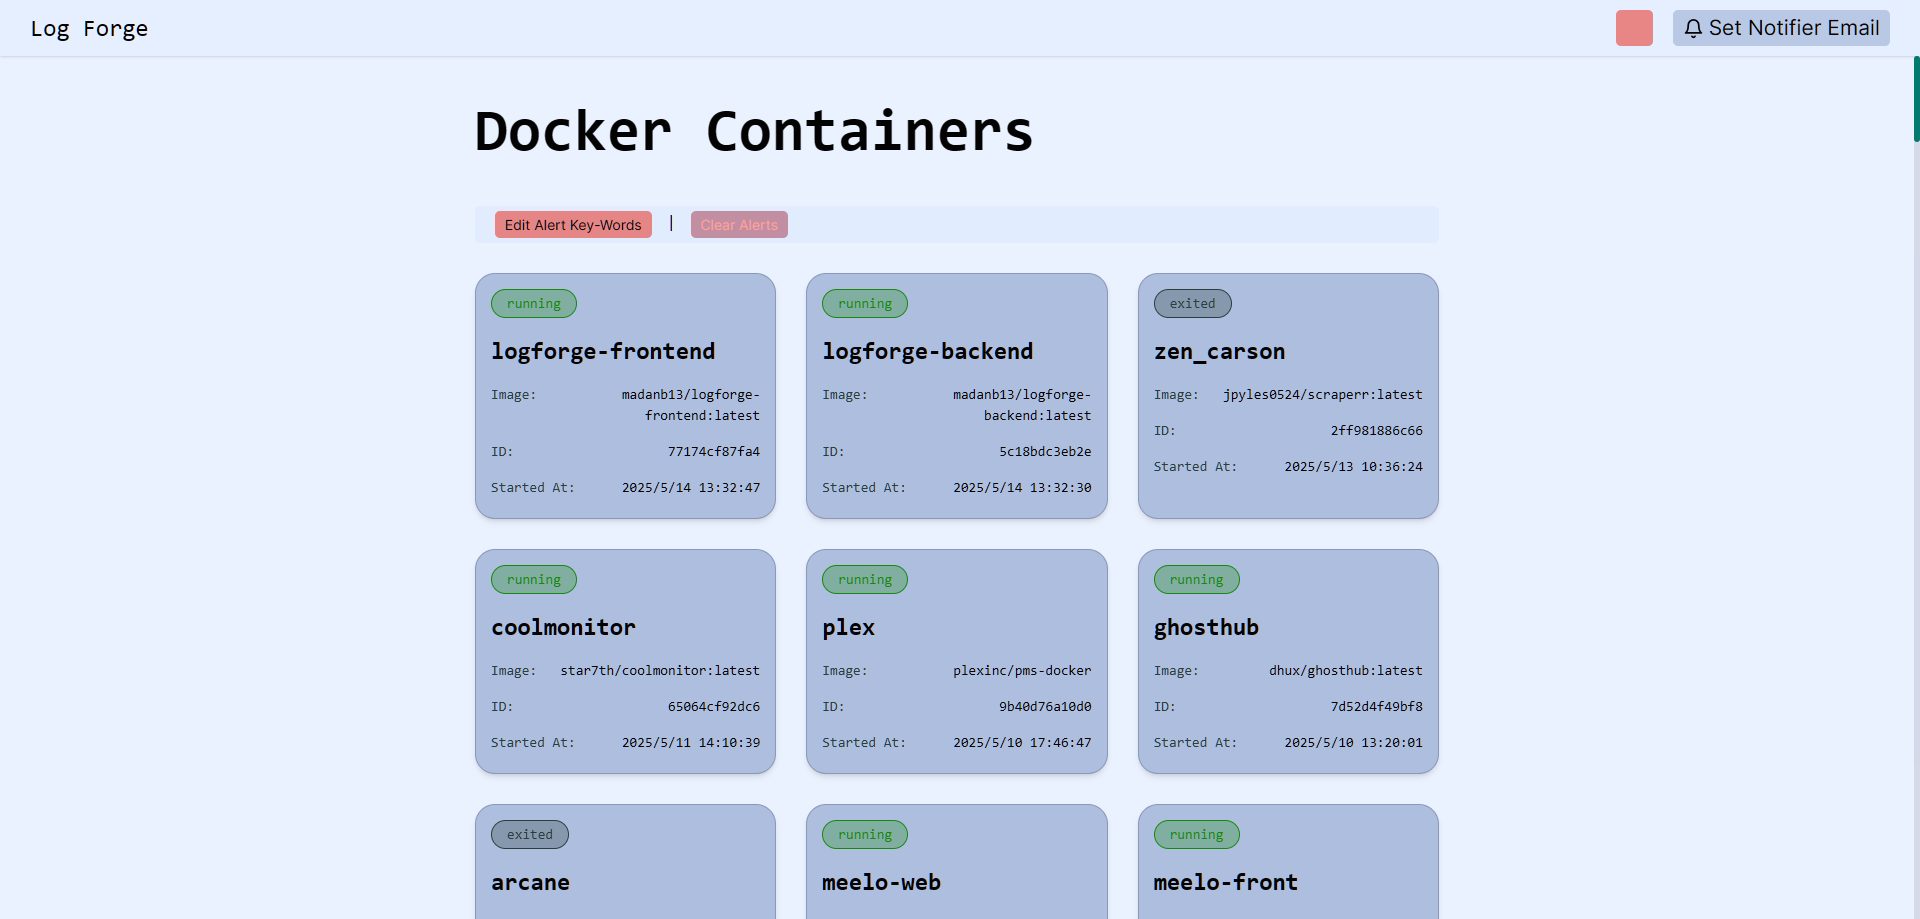 Log Forge
Set Notifier Email
Docker Containers
Edit Alert Key-Words | Clear Alerts
running
logforge-frontend
Image: madanb13/logforge-
frontend:latest
ID: 77174cf87fa4
Started At: 2025/5/14 13:32:47
running
logforge-backend
Image: madanb13/logforge-
backend:latest
ID: 5c18bdc3eb2e
Started At: 2025/5/14 13:32:30
exited
zen_carson
Image: jpyles0524/scraperr:latest
ID: 2ff981886c66
Started At: 2025/5/13 10:36:24
running
coolmonitor
Image: star7th/coolmonitor:latest
ID: 65064cf92dc6
Started At: 2025/5/11 14:10:39
running
plex
Image: plexinc/pms-docker
ID: 9b40d76a10d0
Started At: 2025/5/10 17:46:47
running
ghosthub
Image: dhux/ghosthub:latest
ID: 7d52d4f49bf8
Started At: 2025/5/10 13:20:01
exited
arcane
running
meelo-web
running
meelo-front